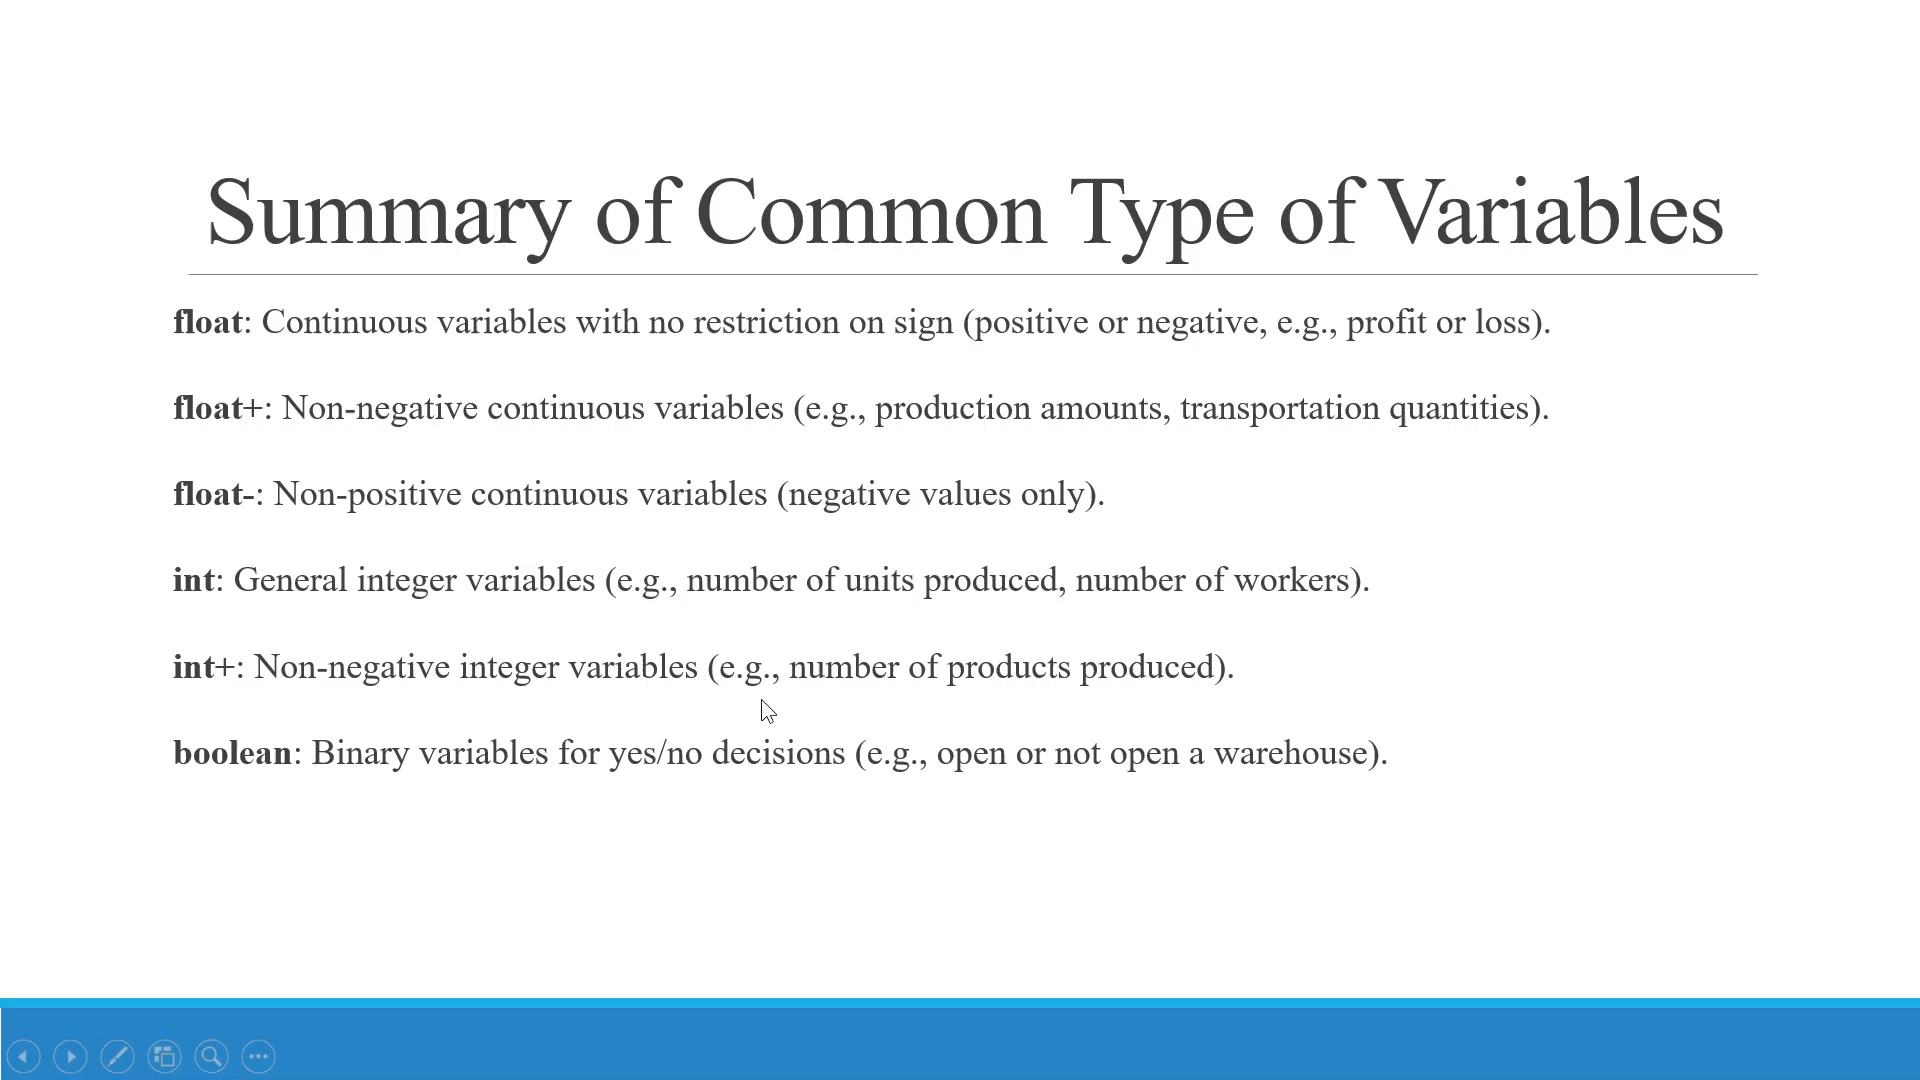 Summary of Common Type of Variables
float: Continuous variables with no restriction on sign (positive or negative, e.g., profit or loss).
float+: Non-negative continuous variables (e.g., production amounts, transportation quantities).
float-: Non-positive continuous variables (negative values only).
int: General integer variables (e.g., number of units produced, number of workers).
int+: Non-negative integer variables (e.g., number of products produced).
boolean: Binary variables for yes/no decisions (e.g., open or not open a warehouse).